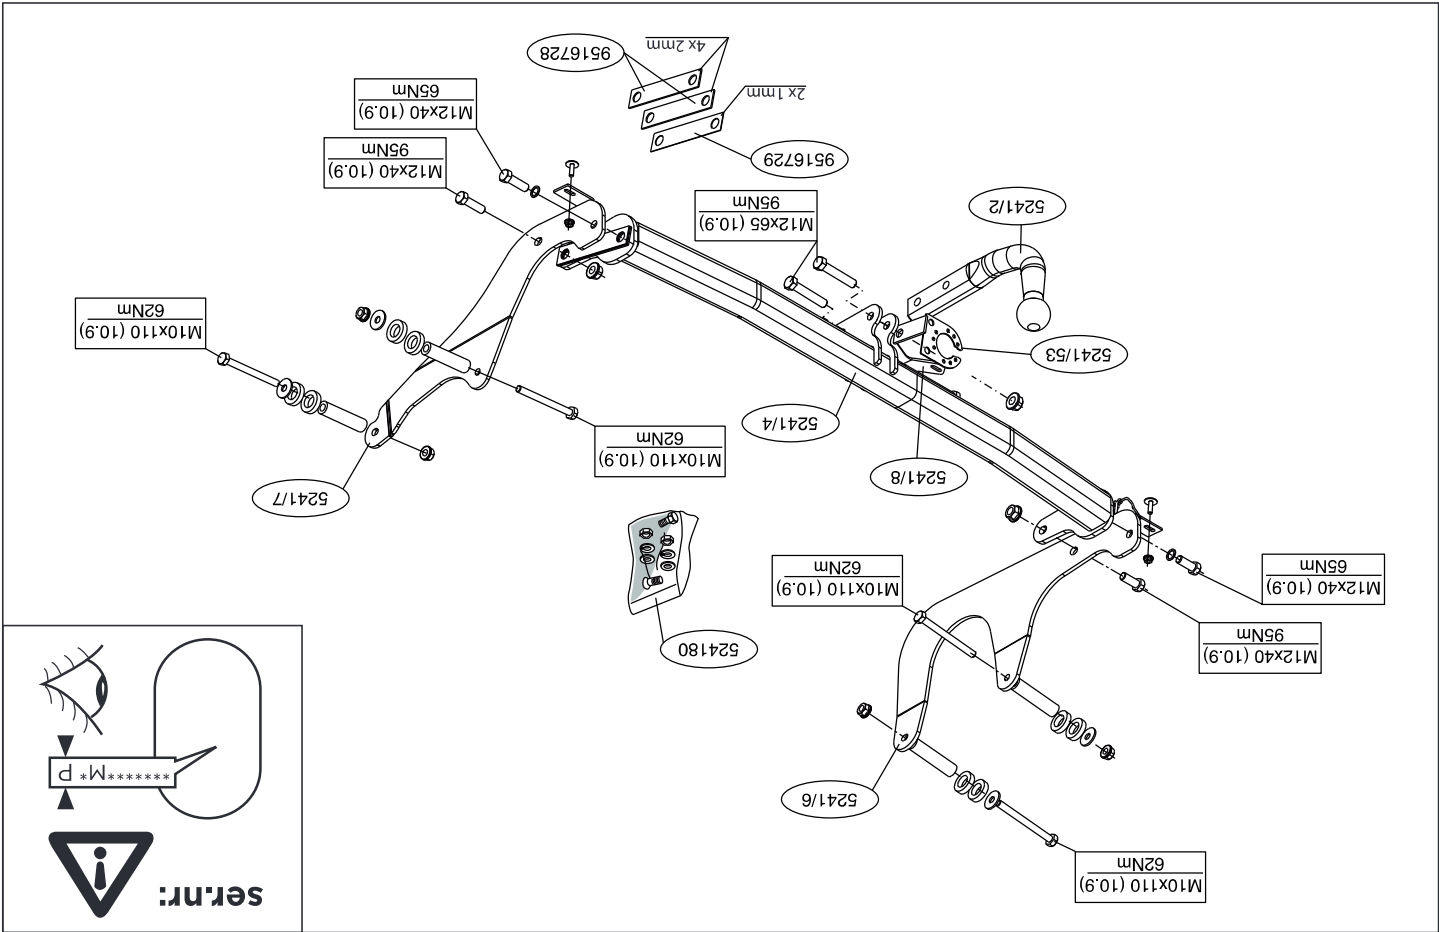 ser.nr:
M10x110 (10.9)
62Nm
5241/6
*******M* P
M12x40 (10.9)
95Nm
524180
M12x40 (10.9)
65Nm
M10x110 (10.9)
62Nm
5241/7
5241/8
M10x110 (10.9)
62Nm
5241/4
5241/53
M10x110 (10.9)
62Nm
5241/2
M12x65 (10.9)
95Nm
9516729
M12x40 (10.9)
95Nm
M12x40 (10.9)
65Nm
2x 1mm
9516728
4x 2mm